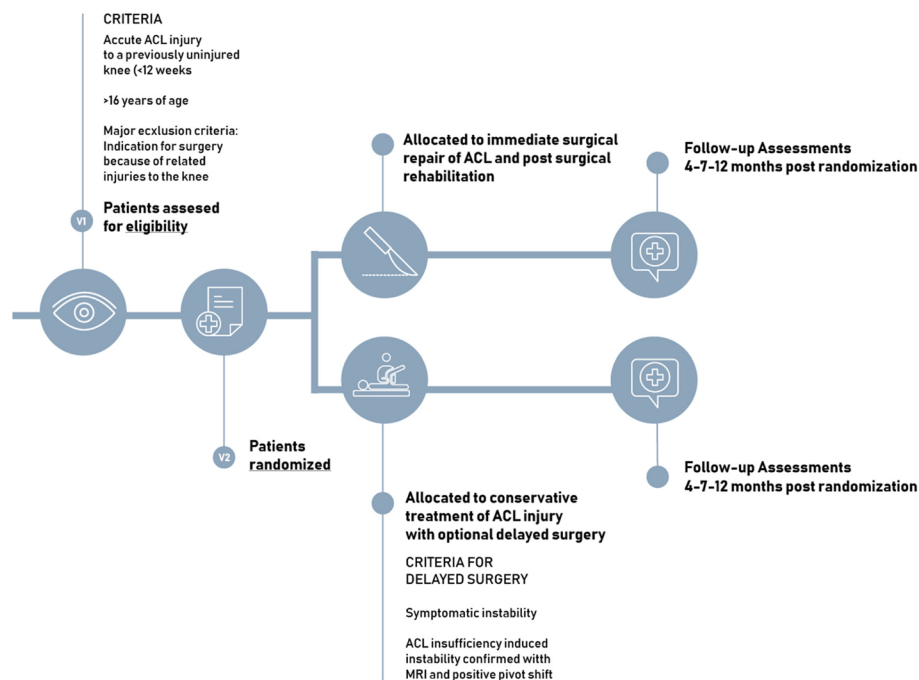 CRITERIA
Accute ACL injury
to a previously uninjured
knee (<12 weeks
>16 years of age
Major ecxlusion criteria:
Indication for surgery
because of related
injuries to the knee
V1
Patients assesed
for eligibility
V2
Patients
randomized
Allocated to immediate surgical
repair of ACL and post surgical
rehabilitation
Follow-up Assessments
4-7-12 months post randomization
Allocated to conservative
treatment of ACL injury
with optional delayed surgery
CRITERIA FOR
DELAYED SURGERY
Symptomatic instability
ACL insufficiency induced
instability confirmed witth
MRI and positive pivot shift
Follow-up Assessments
4-7-12 months post randomization